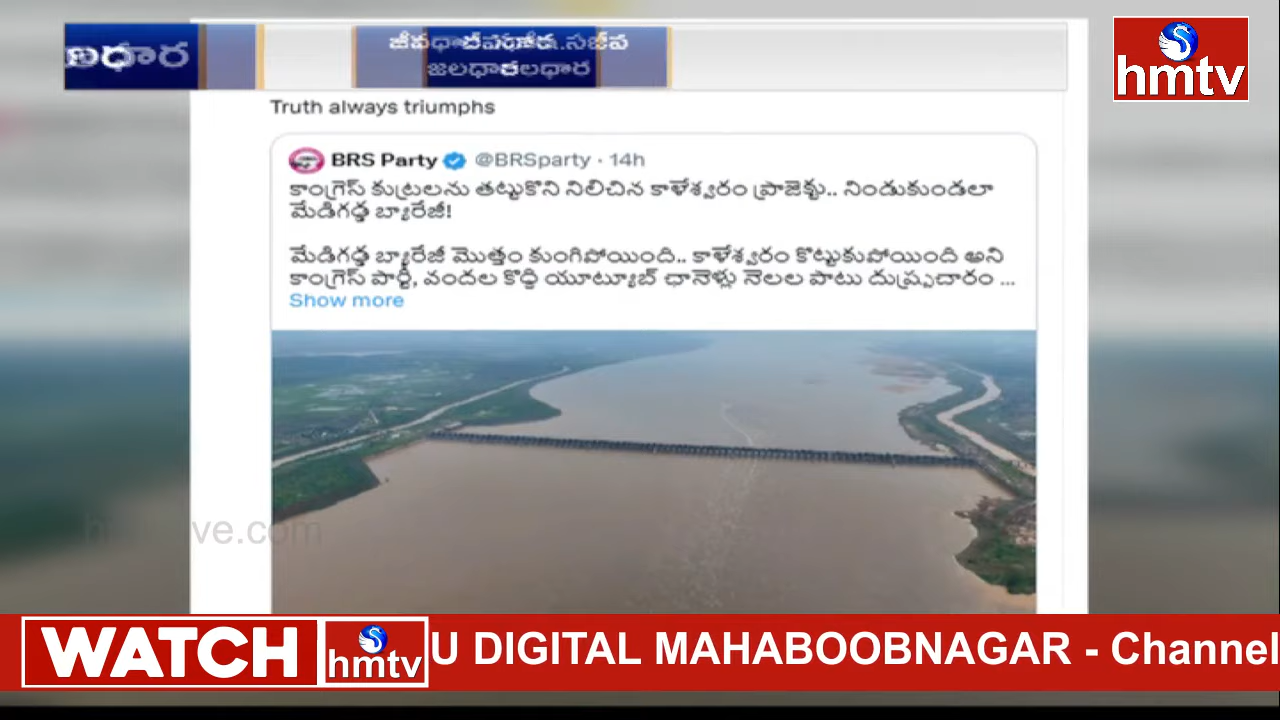 hmtv
Truth always triumphs
BRS Party @BRSparty · 14h
కాంగ్రెస్ కుట్రలను తట్టుకొని నిలిచిన కాళేశ్వరం ప్రాజెక్టు.. నిండుకుండలా
మేడిగడ్డ బ్యారేజీ!
మేడిగడ్డ బ్యారేజీ మొత్తం కుంగిపోయింది.. కాళేశ్వరం కొట్టుకుపోయింది అని
కాంగ్రెస్ పార్టీ, వందల కొద్ది యూట్యూబ్ ఛానెళ్లు నెలల పాటు దుష్ప్రచారం ...
Show more
WATCH hmtv U DIGITAL MAHABOOBNAGAR - Channel